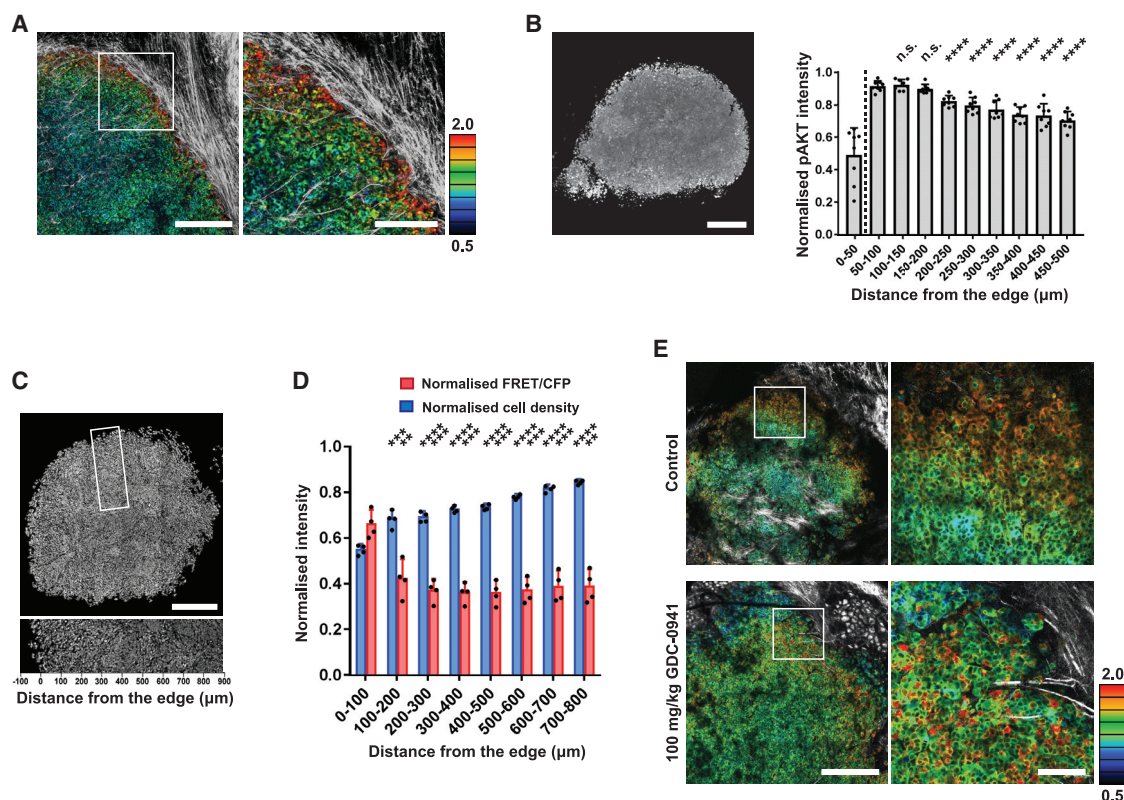 A
2.0
0.5
B
Normalised pAKT intensity
1.0
0.8
0.6
0.4
0.2
0.0
n.s.
n.s.
****
****
****
****
****
****
0-50
50-100
100-150
150-200
200-250
250-300
300-350
350-400
400-450
450-500
Distance from the edge (µm)
C
-100 0 100 200 300 400 500 600 700 800 900
Distance from the edge (µm)
D
Normalised FRET/CFP
Normalised cell density
Normalised intensity
1.0
0.8
0.6
0.4
0.2
0.0
0-100
100-200
200-300
300-400
400-500
500-600
600-700
700-800
Distance from the edge (µm)
E
Control
100 mg/kg GDC-0941
2.0
0.5